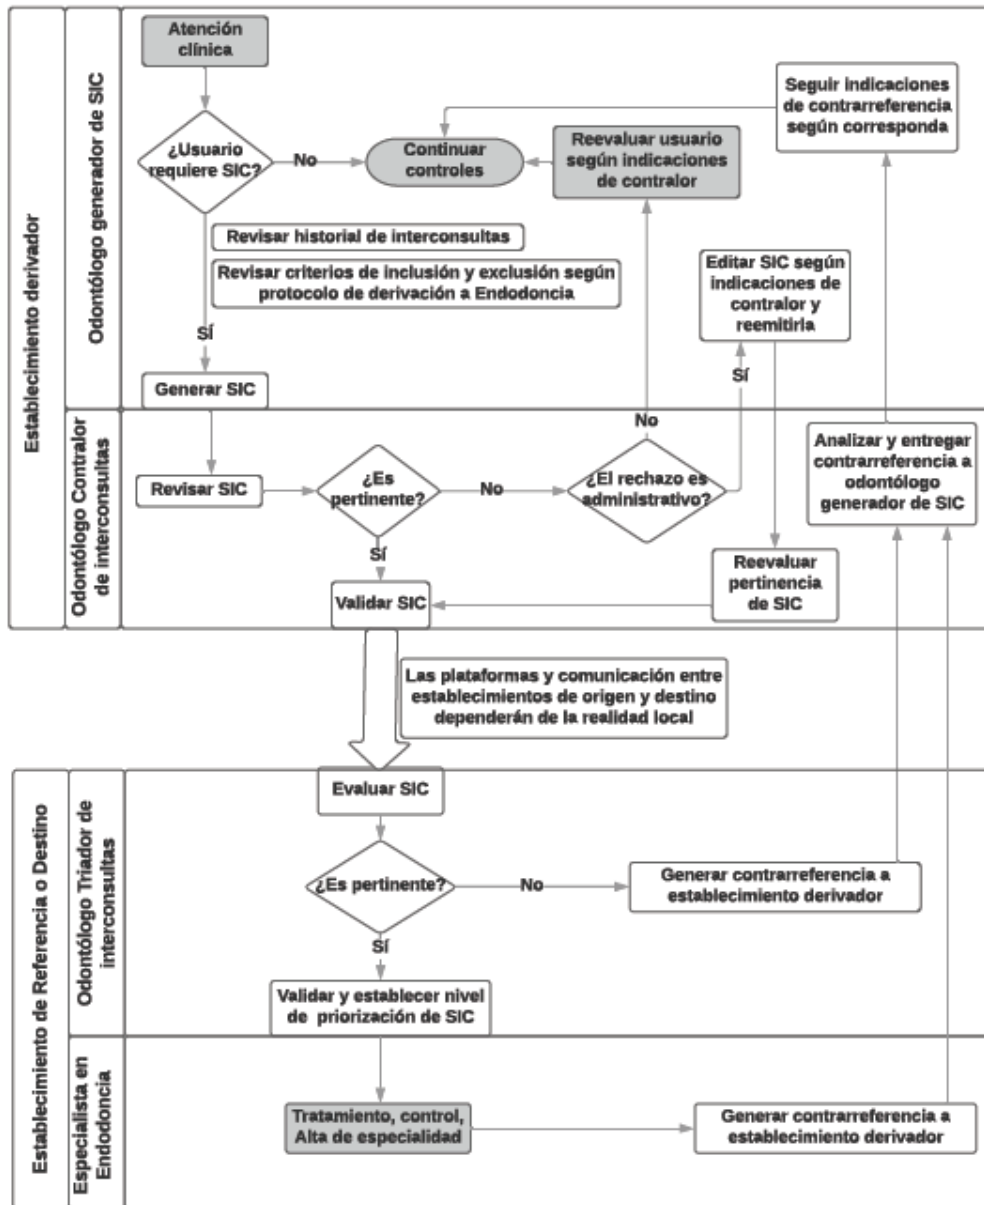 Establecimiento derivador
Odontólogo generador de SIC
Atención
clínica
¿Usuario
requiere SIC?
No
Continuar
controles
Reevaluar usuario
según indicaciones
de contralor
Seguir indicaciones
de contrarreferencia
según corresponda
Revisar historial de interconsultas
Revisar criterios de inclusión y exclusión según
protocolo de derivación a Endodoncia
Editar SIC según
indicaciones de
contralor y
reemitirla
Sí
Sí
Generar SIC
Odontólogo Contralor
de interconsultas
Revisar SIC
¿Es
pertinente?
No
¿El rechazo es
administrativo?
No
Analizar y entregar
contrarreferencia a
odontólogo
generador de SIC
Sí
Validar SIC
Reevaluar
pertinencia
de SIC
Las plataformas y comunicación entre
establecimientos de origen y destino
dependerán de la realidad local
Establecimiento de Referencia o Destino
Odontólogo Triador de
interconsultas
Evaluar SIC
¿Es pertinente?
No
Generar contrarreferencia a
establecimiento derivador
Sí
Validar y establecer nivel
de priorización de SIC
Especialista en
Endodoncia
Tratamiento, control,
Alta de especialidad
Generar contrarreferencia a
establecimiento derivador